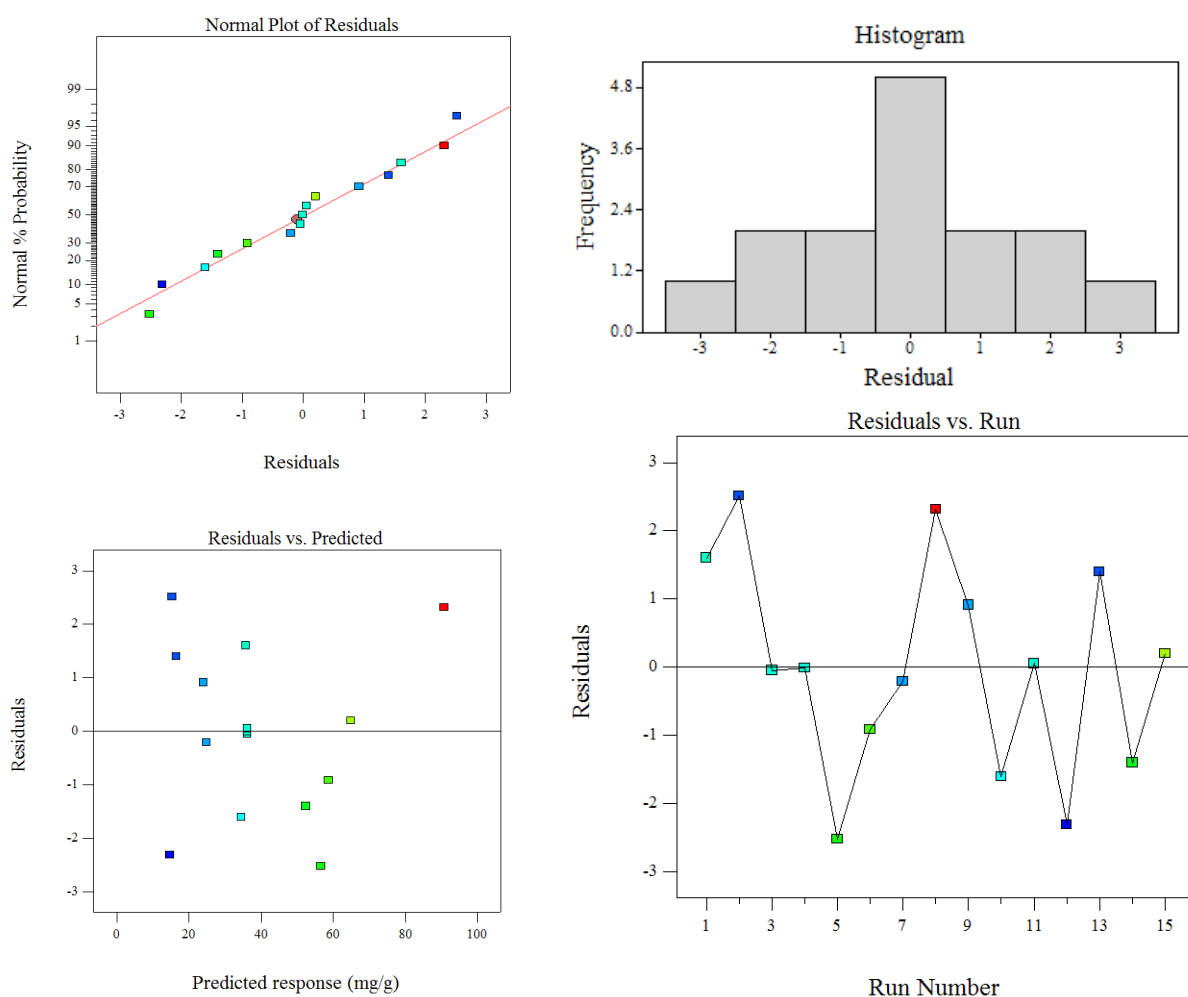 Normal Plot of Residuals
Normal % Probability
99
95
90
80
70
50
30
20
10
5
1
-3 -2 -1 0 1 2 3
Residuals
Histogram
Frequency
4.8
3.6
2.4
1.2
0.0
-3 -2 -1 0 1 2 3
Residual
Residuals vs. Predicted
Residuals
3
2
1
0
-1
-2
-3
0 20 40 60 80 100
Predicted response (mg/g)
Residuals vs. Run
Residuals
3
2
1
0
-1
-2
-3
1 3 5 7 9 11 13 15
Run Number